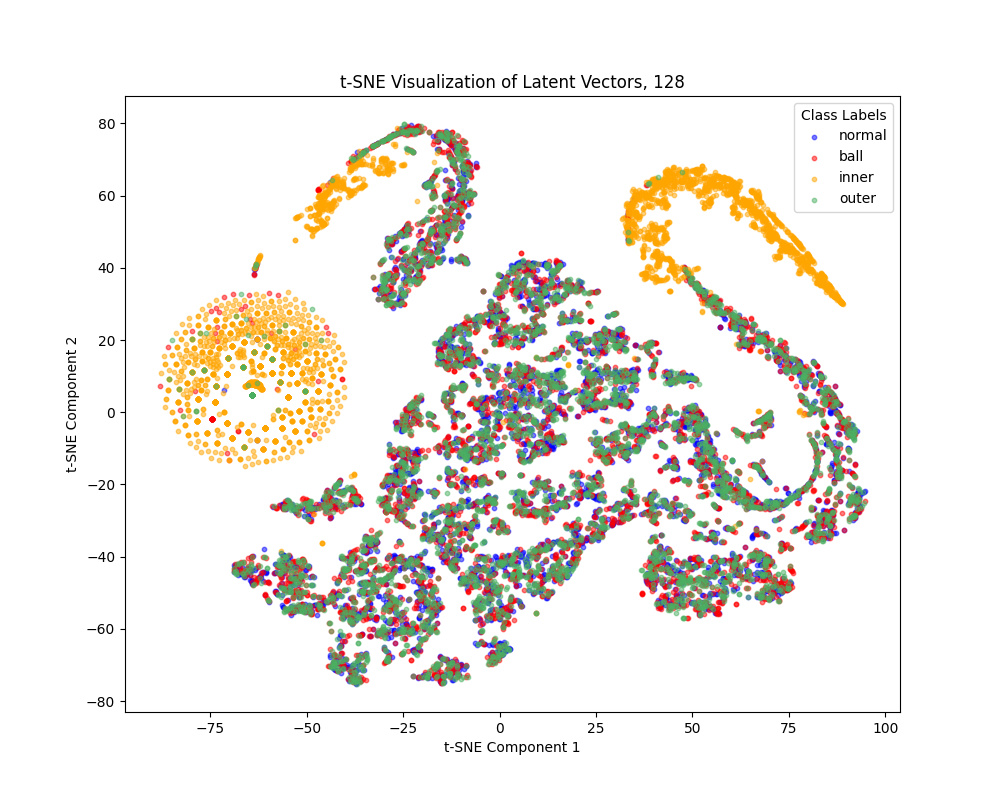 t-SNE Visualization of Latent Vectors, 128
Class Labels
normal
ball
inner
outer
80
60
40
20
0
−20
−40
−60
−80
t-SNE Component 2
−75
−50
−25
0
25
50
75
100
t-SNE Component 1